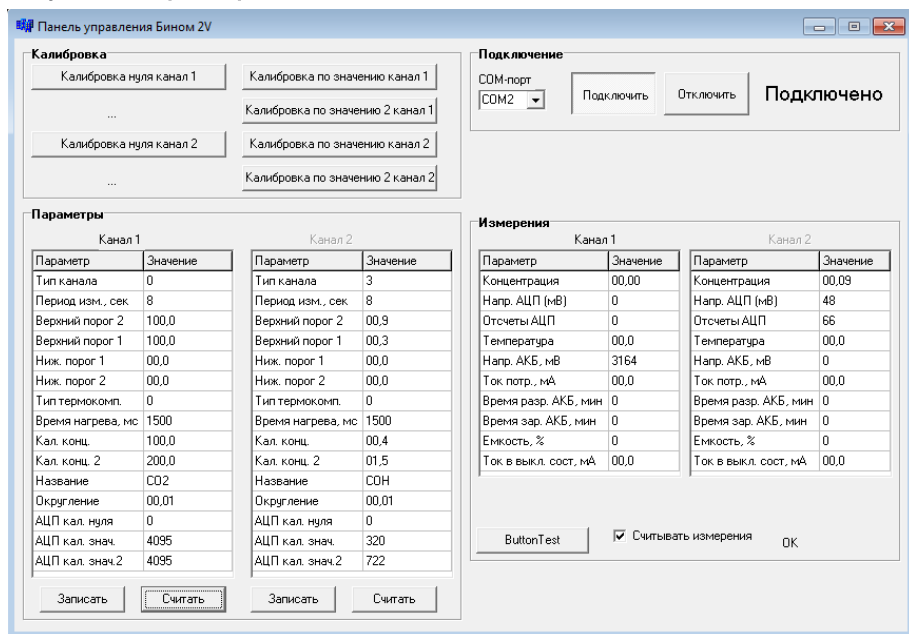 Панель управления Бином 2V
Калибровка
Калибровка нуля канал 1
Калибровка по значению канал 1
...
Калибровка по значению 2 канал 1
Калибровка нуля канал 2
Калибровка по значению канал 2
...
Калибровка по значению 2 канал 2
Подключение
COM-порт
COM2
Подключить
Отключить
Подключено
Параметры
Канал 1
Параметр Значение
Тип канала 0
Период изм., сек 8
Верхний порог 2 100,0
Верхний порог 1 100,0
Ниж. порог 1 00,0
Ниж. порог 2 00,0
Тип термокомп. 0
Время нагрева, мс 1500
Кал. конц. 100,0
Кал. конц. 2 200,0
Название CO2
Округление 00,01
АЦП кал. нуля 0
АЦП кал. знач. 4095
АЦП кал. знач.2 4095
Записать
Считать
Канал 2
Параметр Значение
Тип канала 3
Период изм., сек 8
Верхний порог 2 00,9
Верхний порог 1 00,3
Ниж. порог 1 00,0
Ниж. порог 2 00,0
Тип термокомп. 0
Время нагрева, мс 1500
Кал. конц. 00,4
Кал. конц. 2 01,5
Название COH
Округление 00,01
АЦП кал. нуля 0
АЦП кал. знач. 320
АЦП кал. знач.2 722
Записать
Считать
Измерения
Канал 1
Параметр Значение
Концентрация 00,00
Напр. АЦП (мВ) 0
Отсчеты АЦП 0
Температура 00,0
Напр. АКБ, мВ 3164
Ток потр., мА 00,0
Время разр. АКБ, мин 0
Время зар. АКБ, мин 0
Емкость, % 0
Ток в выкл. сост, мА 00,0
Канал 2
Параметр Значение
Концентрация 00,09
Напр. АЦП (мВ) 48
Отсчеты АЦП 66
Температура 00,0
Напр. АКБ, мВ 0
Ток потр., мА 00,0
Время разр. АКБ, мин 0
Время зар. АКБ, мин 0
Емкость, % 0
Ток в выкл. сост, мА 00,0
ButtonTest
Считывать измерения
OK